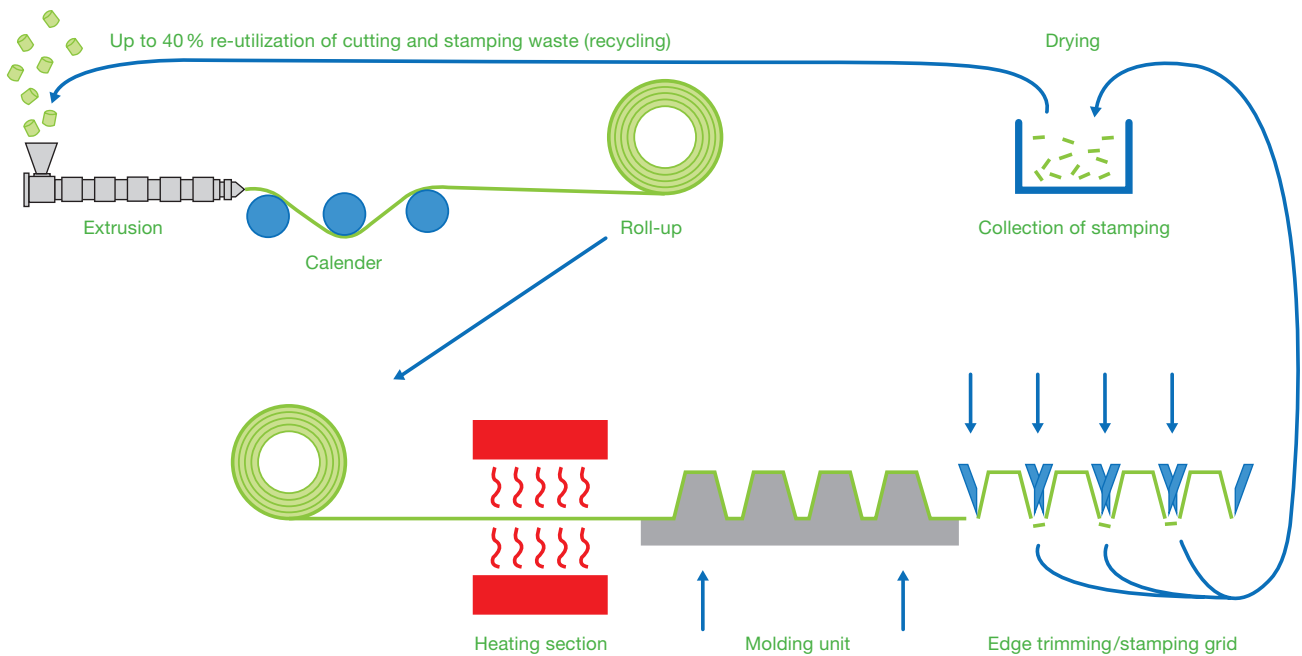 Up to 40 % re-utilization of cutting and stamping waste (recycling)
Drying
Extrusion
Calender
Roll-up
Collection of stamping
Heating section
Molding unit
Edge trimming/stamping grid